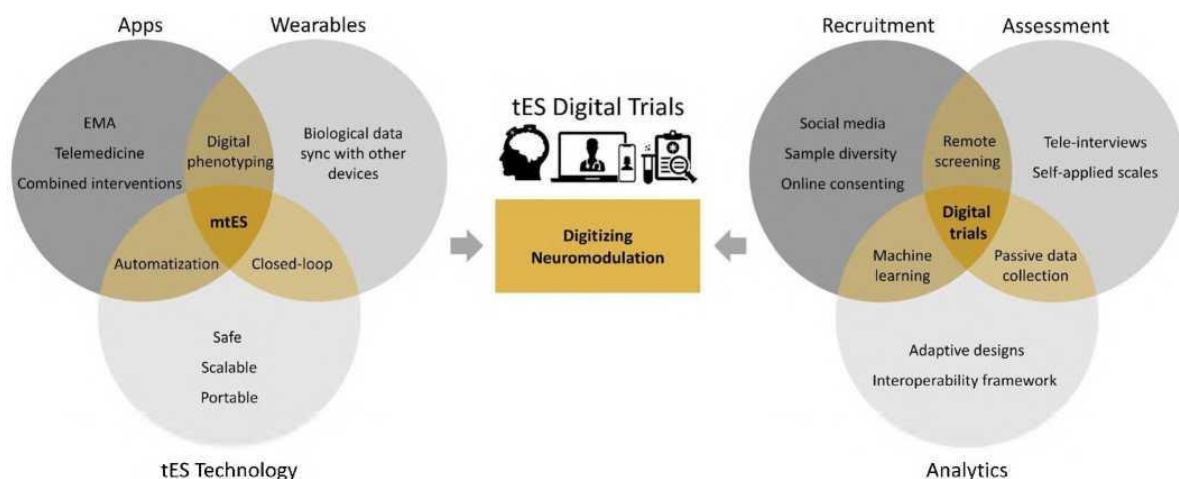 Apps
Wearables
EMA
Telemedicine
Combined interventions
Digital
phenotyping
Biological data
sync with other
devices
mtES
Automatization
Closed-loop
Safe
Scalable
Portable
tES Technology
tES Digital Trials
Digitizing
Neuromodulation
Recruitment
Assessment
Social media
Sample diversity
Online consenting
Remote
screening
Tele-interviews
Self-applied scales
Digital
trials
Machine
learning
Passive data
collection
Adaptive designs
Interoperability framework
Analytics